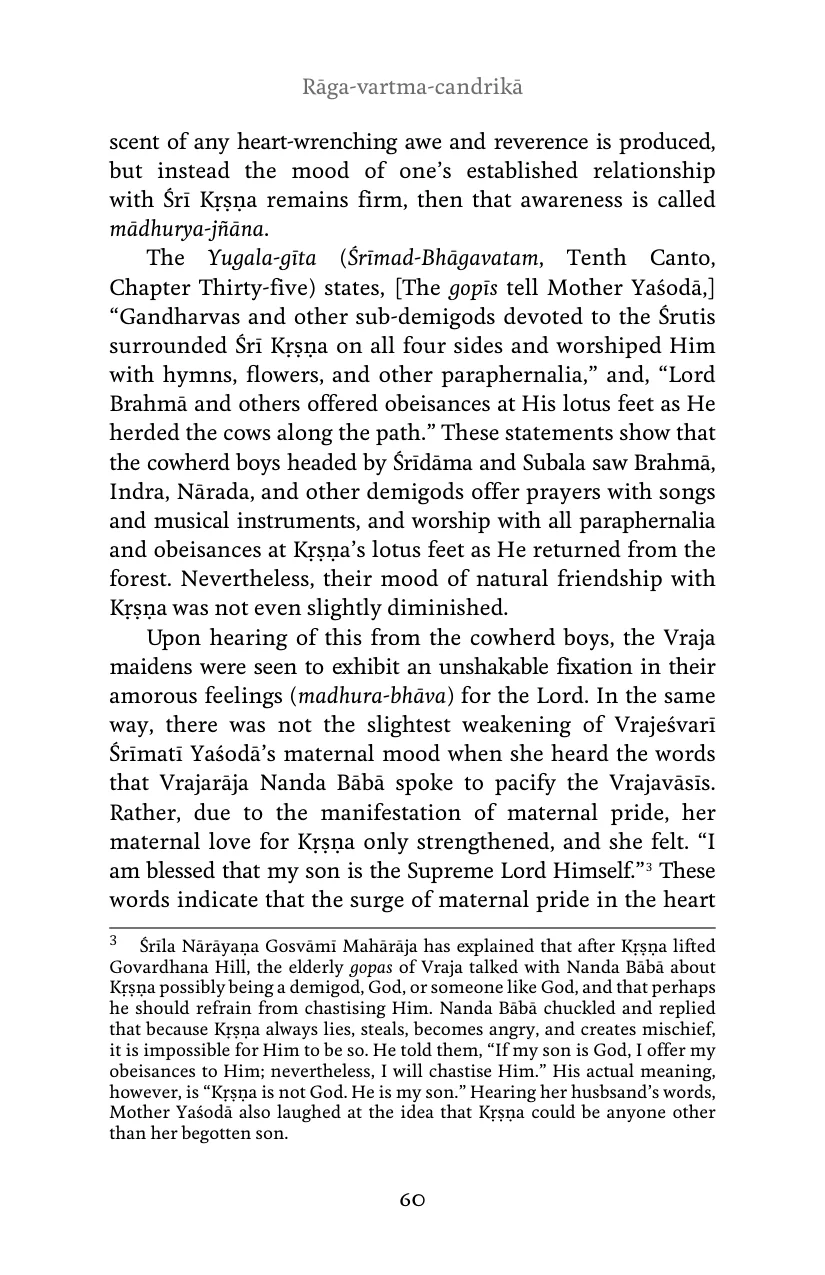 Rāga-vartma-candrikā
scent of any heart-wrenching awe and reverence is produced,
but instead the mood of one’s established relationship
with Śrī Kṛṣṇa remains firm, then that awareness is called
mādhurya-jñāna.
The Yugala-gīta (Śrīmad-Bhāgavatam, Tenth Canto,
Chapter Thirty-five) states, [The gopīs tell Mother Yaśodā,]
“Gandharvas and other sub-demigods devoted to the Śrutis
surrounded Śrī Kṛṣṇa on all four sides and worshiped Him
with hymns, flowers, and other paraphernalia,” and, “Lord
Brahmā and others offered obeisances at His lotus feet as He
herded the cows along the path.” These statements show that
the cowherd boys headed by Śrīdāma and Subala saw Brahmā,
Indra, Nārada, and other demigods offer prayers with songs
and musical instruments, and worship with all paraphernalia
and obeisances at Kṛṣṇa’s lotus feet as He returned from the
forest. Nevertheless, their mood of natural friendship with
Kṛṣṇa was not even slightly diminished.
Upon hearing of this from the cowherd boys, the Vraja
maidens were seen to exhibit an unshakable fixation in their
amorous feelings (madhura-bhāva) for the Lord. In the same
way, there was not the slightest weakening of Vrajeśvarī
Śrīmatī Yaśodā’s maternal mood when she heard the words
that Vrajarāja Nanda Bābā spoke to pacify the Vrajavāsīs.
Rather, due to the manifestation of maternal pride, her
maternal love for Kṛṣṇa only strengthened, and she felt. “I
am blessed that my son is the Supreme Lord Himself.”3 These
words indicate that the surge of maternal pride in the heart
3 Śrīla Nārāyaṇa Gosvāmī Mahārāja has explained that after Kṛṣṇa lifted
Govardhana Hill, the elderly gopas of Vraja talked with Nanda Bābā about
Kṛṣṇa possibly being a demigod, God, or someone like God, and that perhaps
he should refrain from chastising Him. Nanda Bābā chuckled and replied
that because Kṛṣṇa always lies, steals, becomes angry, and creates mischief,
it is impossible for Him to be so. He told them, “If my son is God, I offer my
obeisances to Him; nevertheless, I will chastise Him.” His actual meaning,
however, is “Kṛṣṇa is not God. He is my son.” Hearing her husbsand’s words,
Mother Yaśodā also laughed at the idea that Kṛṣṇa could be anyone other
than her begotten son.
60